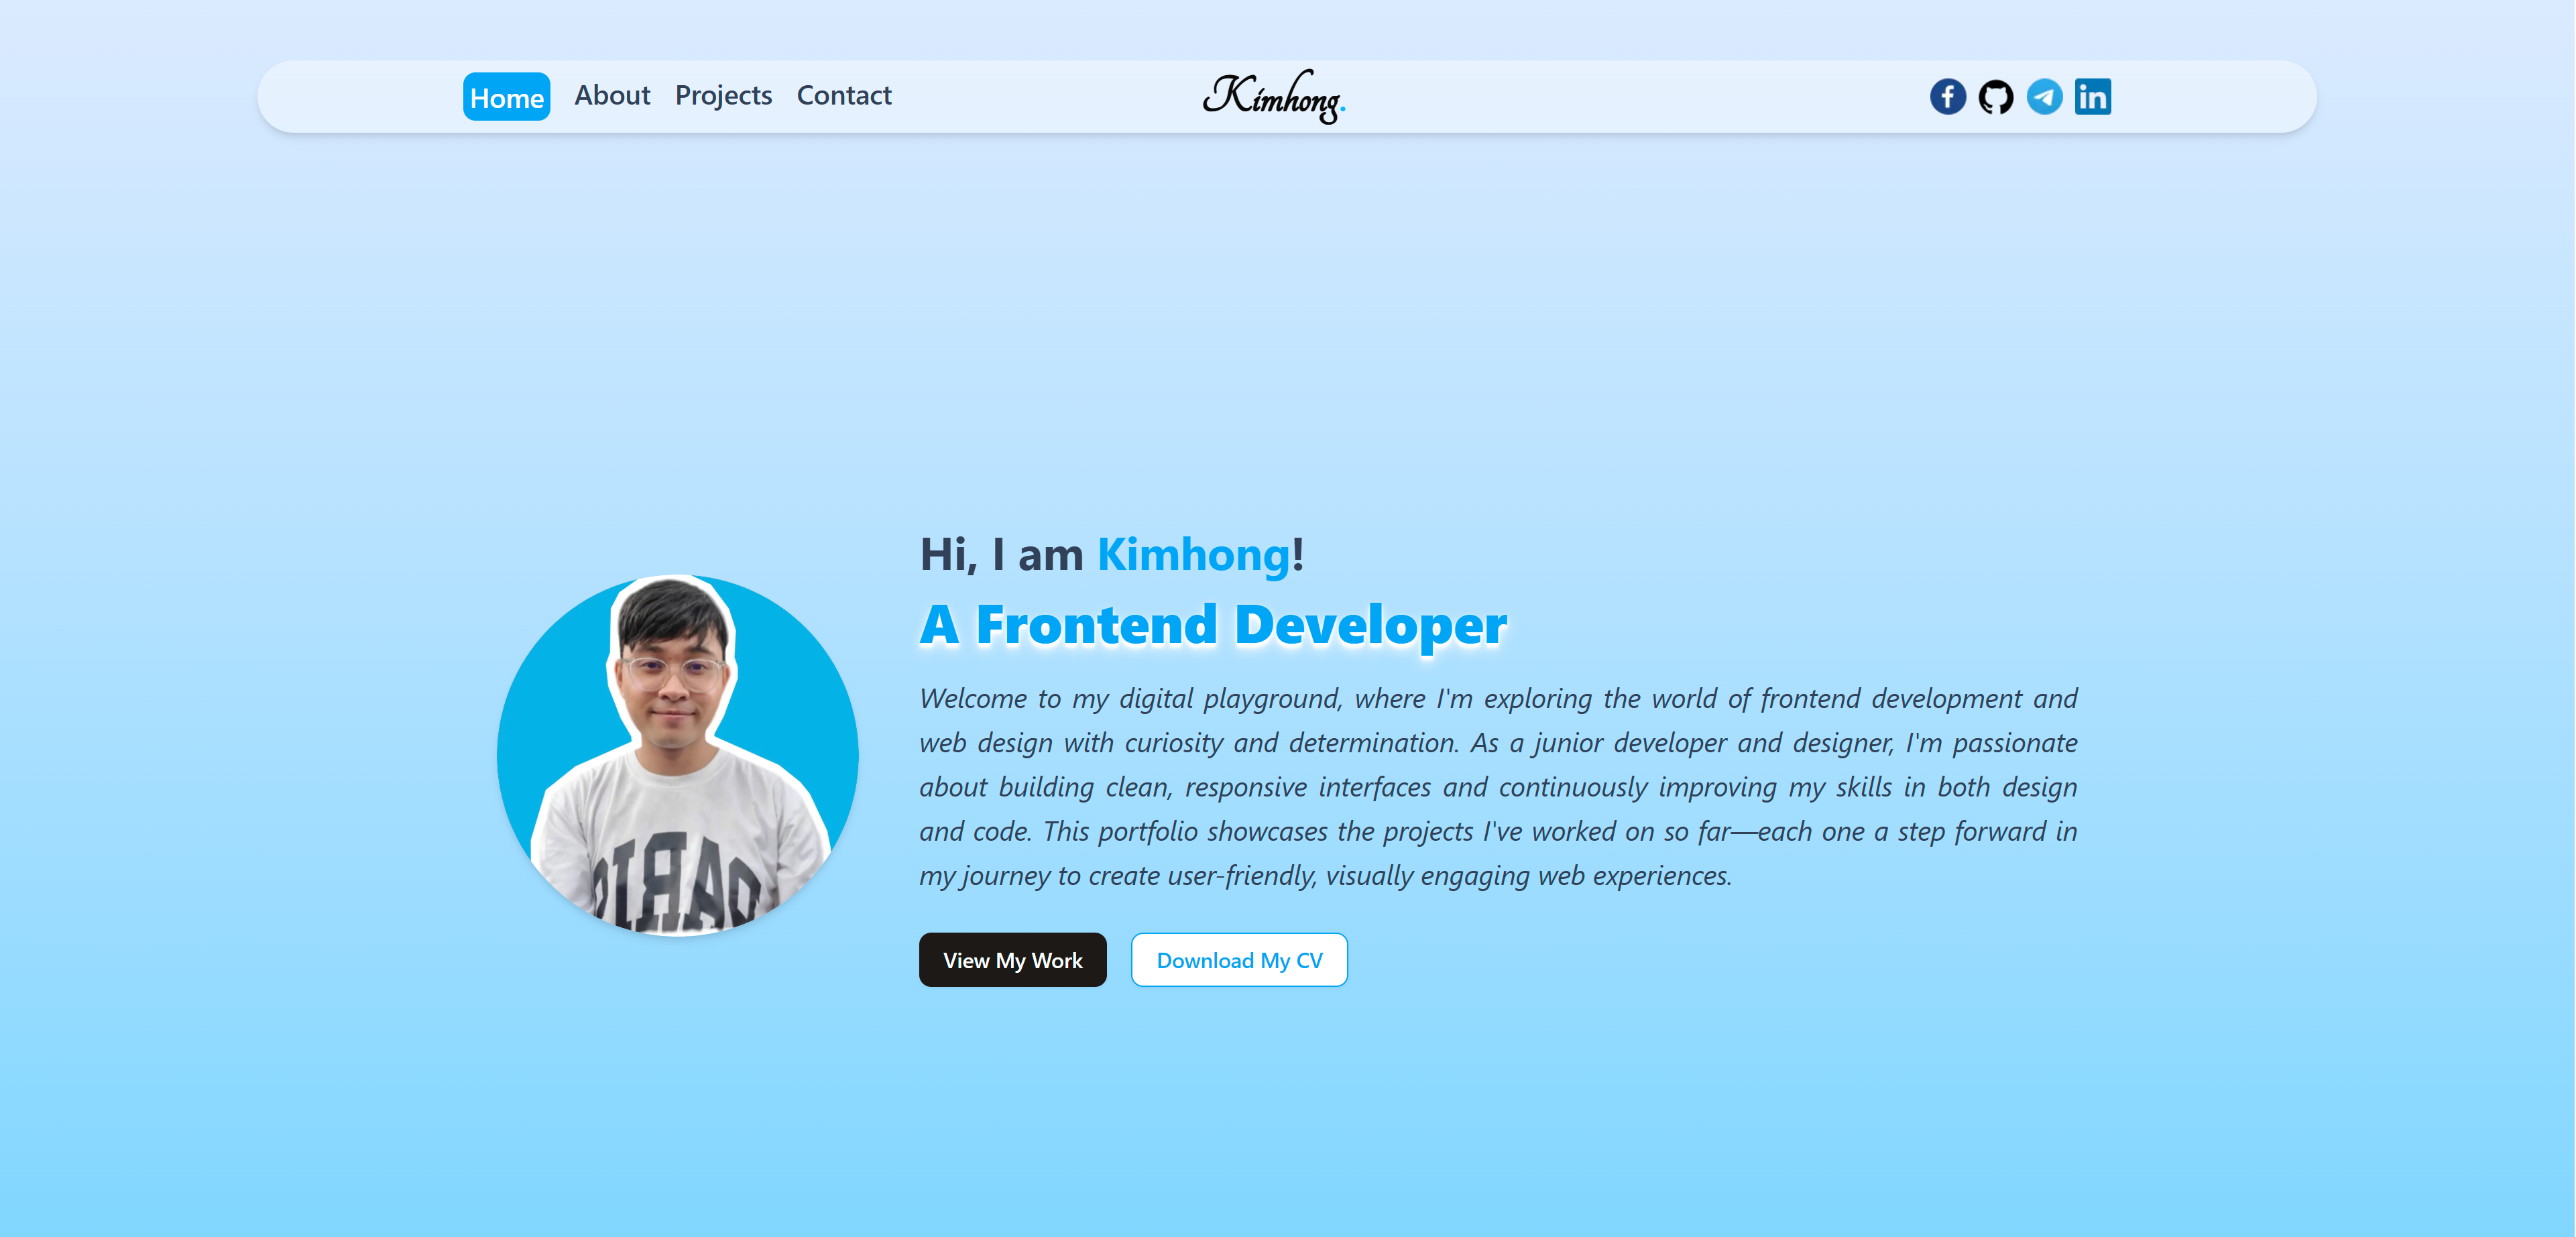 Home About Projects Contact
Kimhong.
Hi, I am Kimhong!
A Frontend Developer
Welcome to my digital playground, where I'm exploring the world of frontend development and
web design with curiosity and determination. As a junior developer and designer, I'm passionate
about building clean, responsive interfaces and continuously improving my skills in both design
and code. This portfolio showcases the projects I've worked on so far—each one a step forward in
my journey to create user-friendly, visually engaging web experiences.
View My Work
Download My CV